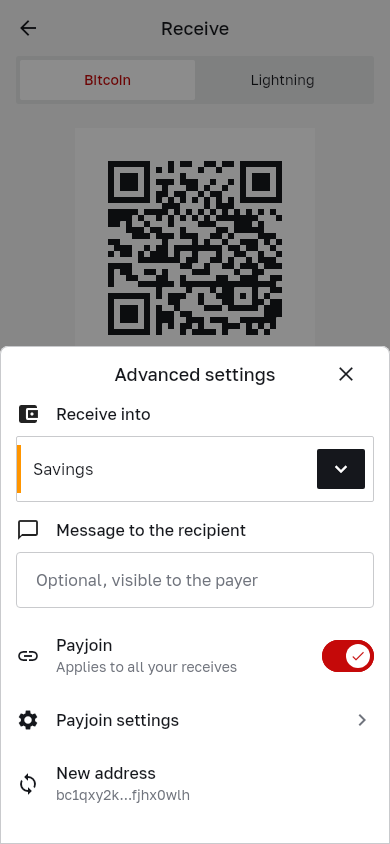 Receive
Bitcoin
Lightning
Advanced settings
Receive into
Savings
Message to the recipient
Optional, visible to the payer
Payjoin
Applies to all your receives
Payjoin settings
New address
bc1qxy2k...fjhx0wlh